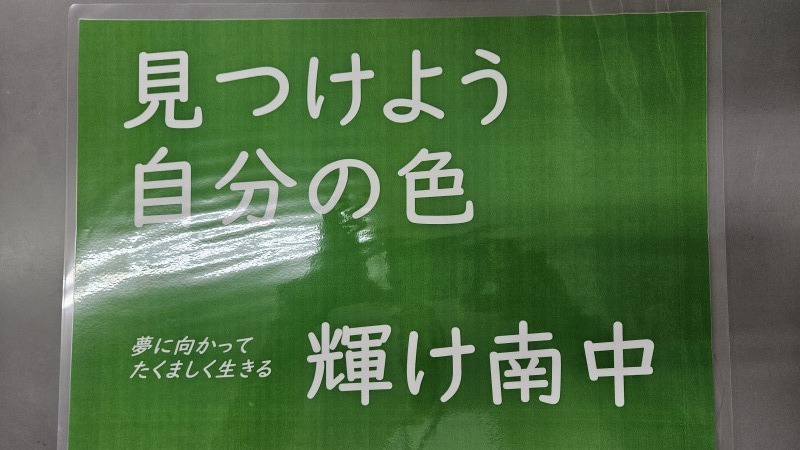 見つけよう
自分の色
夢に向かって
たくましく生きる
輝け南中